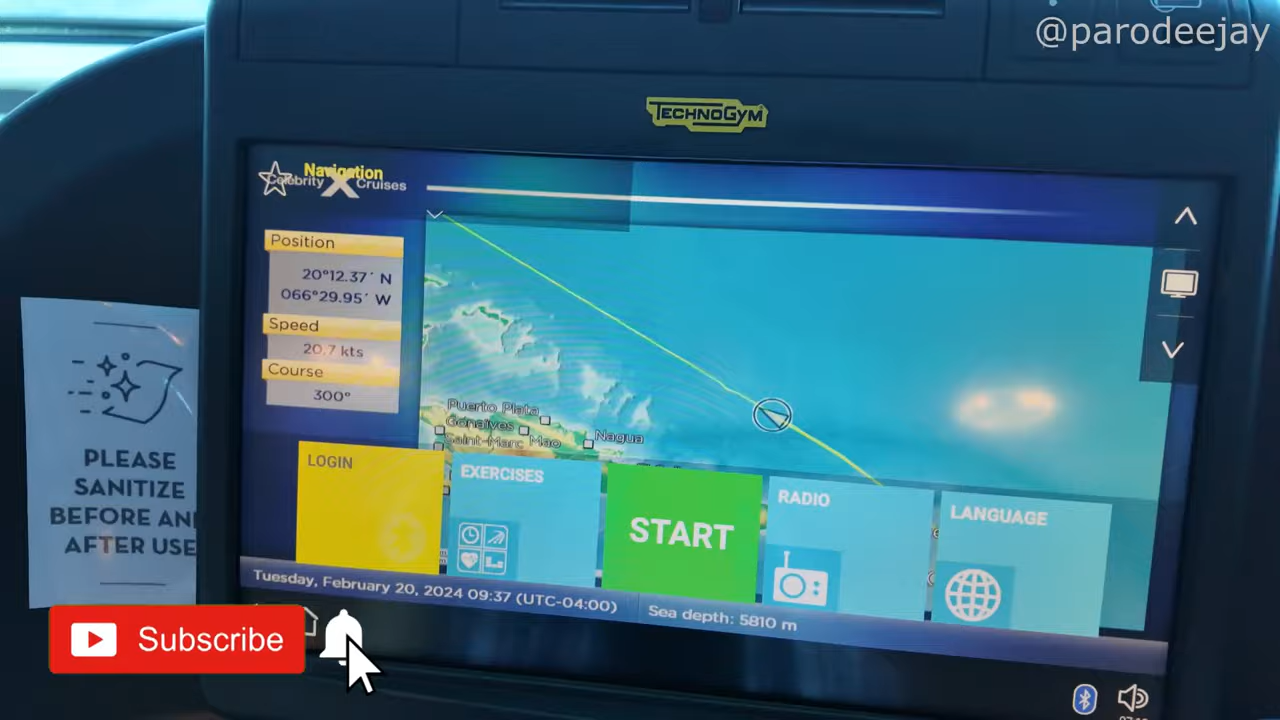 @parodeejay
TECHNOGYM
Navigation
Celebrity X Cruises
Position
20°12.37' N
066°29.95' W
Speed
20.7 kts
Course
300°
Puerto Plata
Gonaives
Saint-Marc Mao
Nagua
LOGIN
EXERCISES
START
RADIO
LANGUAGE
Tuesday, February 20, 2024 09:37 (UTC-04:00)
Sea depth: 5810 m
PLEASE
SANITIZE
BEFORE AN
AFTER USE
Subscribe